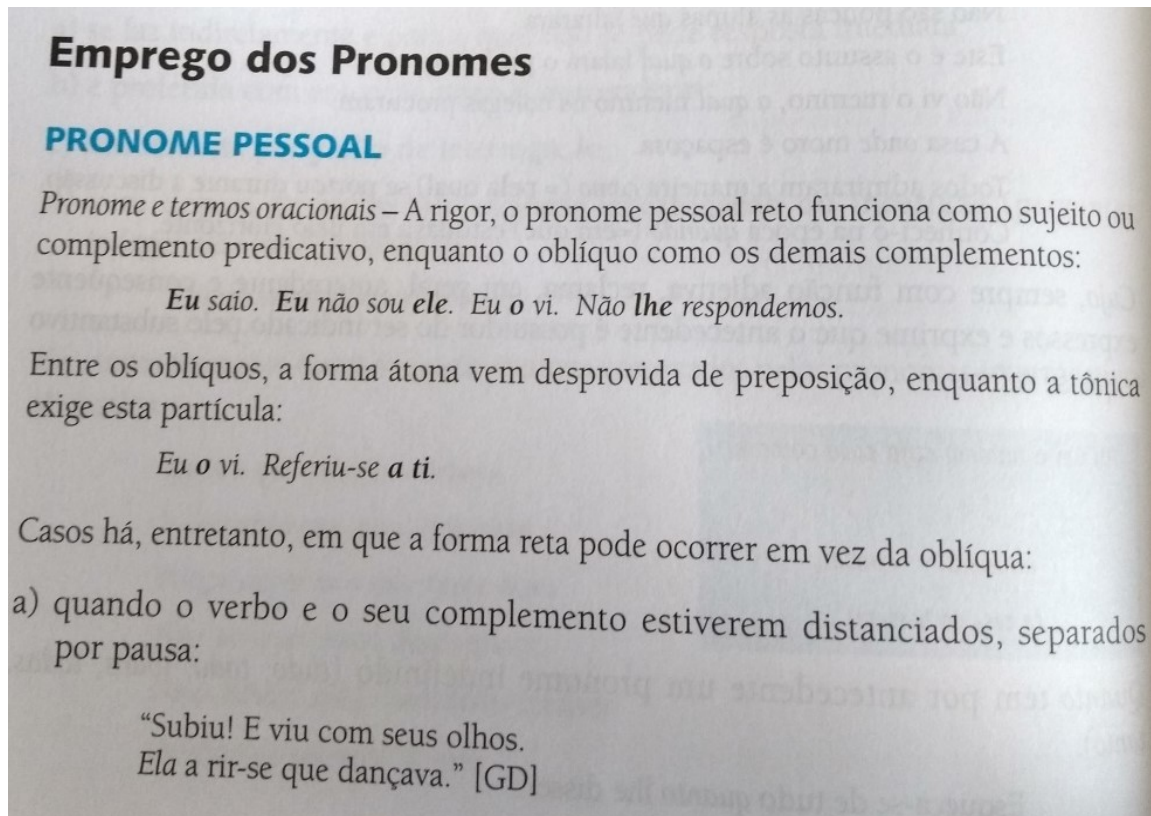 Emprego dos Pronomes
PRONOME PESSOAL
Pronome e termos oracionais – A rigor, o pronome pessoal reto funciona como sujeito ou
complemento predicativo, enquanto o oblíquo como os demais complementos:
Eu saio. Eu não sou ele. Eu o vi. Não lhe respondemos.
Entre os oblíquos, a forma átona vem desprovida de preposição, enquanto a tônica
exige esta partícula:
Eu o vi. Referiu-se a ti.
Casos há, entretanto, em que a forma reta pode ocorrer em vez da oblíqua:
a) quando o verbo e o seu complemento estiverem distanciados, separados
por pausa:
“Subiu! E viu com seus olhos.
Ela a rir-se que dançava.” [GD]